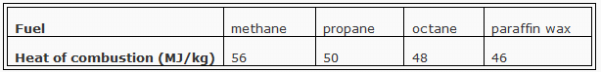 Fuel methane propane octane paraffin wax
Heat of combustion (MJ/kg) 56 50 48 46